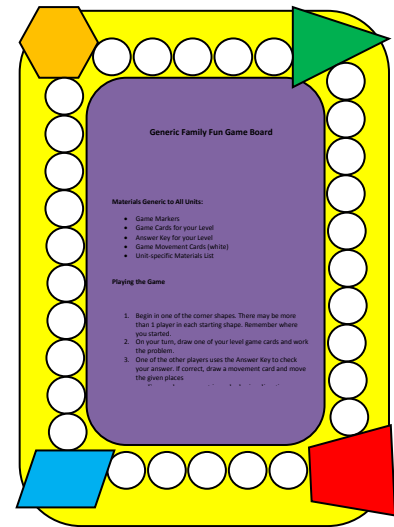 Generic Family Fun Game Board
Materials Generic to All Units:
• Game Markers
• Game Cards for your Level
• Answer Key for your Level
• Game Movement Cards (white)
• Unit-specific Materials List
Playing the Game
1. Begin in one of the corner shapes. There may be more
than 1 player in each starting shape. Remember where
you started.
2. On your turn, draw one of your level game cards and work
the problem.
3. One of the other players uses the Answer Key to check
your answer. If correct, draw a movement card and move
the given places